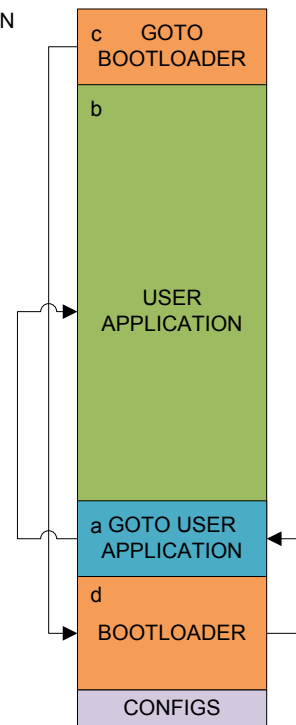 N
c GOTO
BOOTLOADER
b
USER
APPLICATION
a GOTO USER
APPLICATION
d
BOOTLOADER
CONFIGS